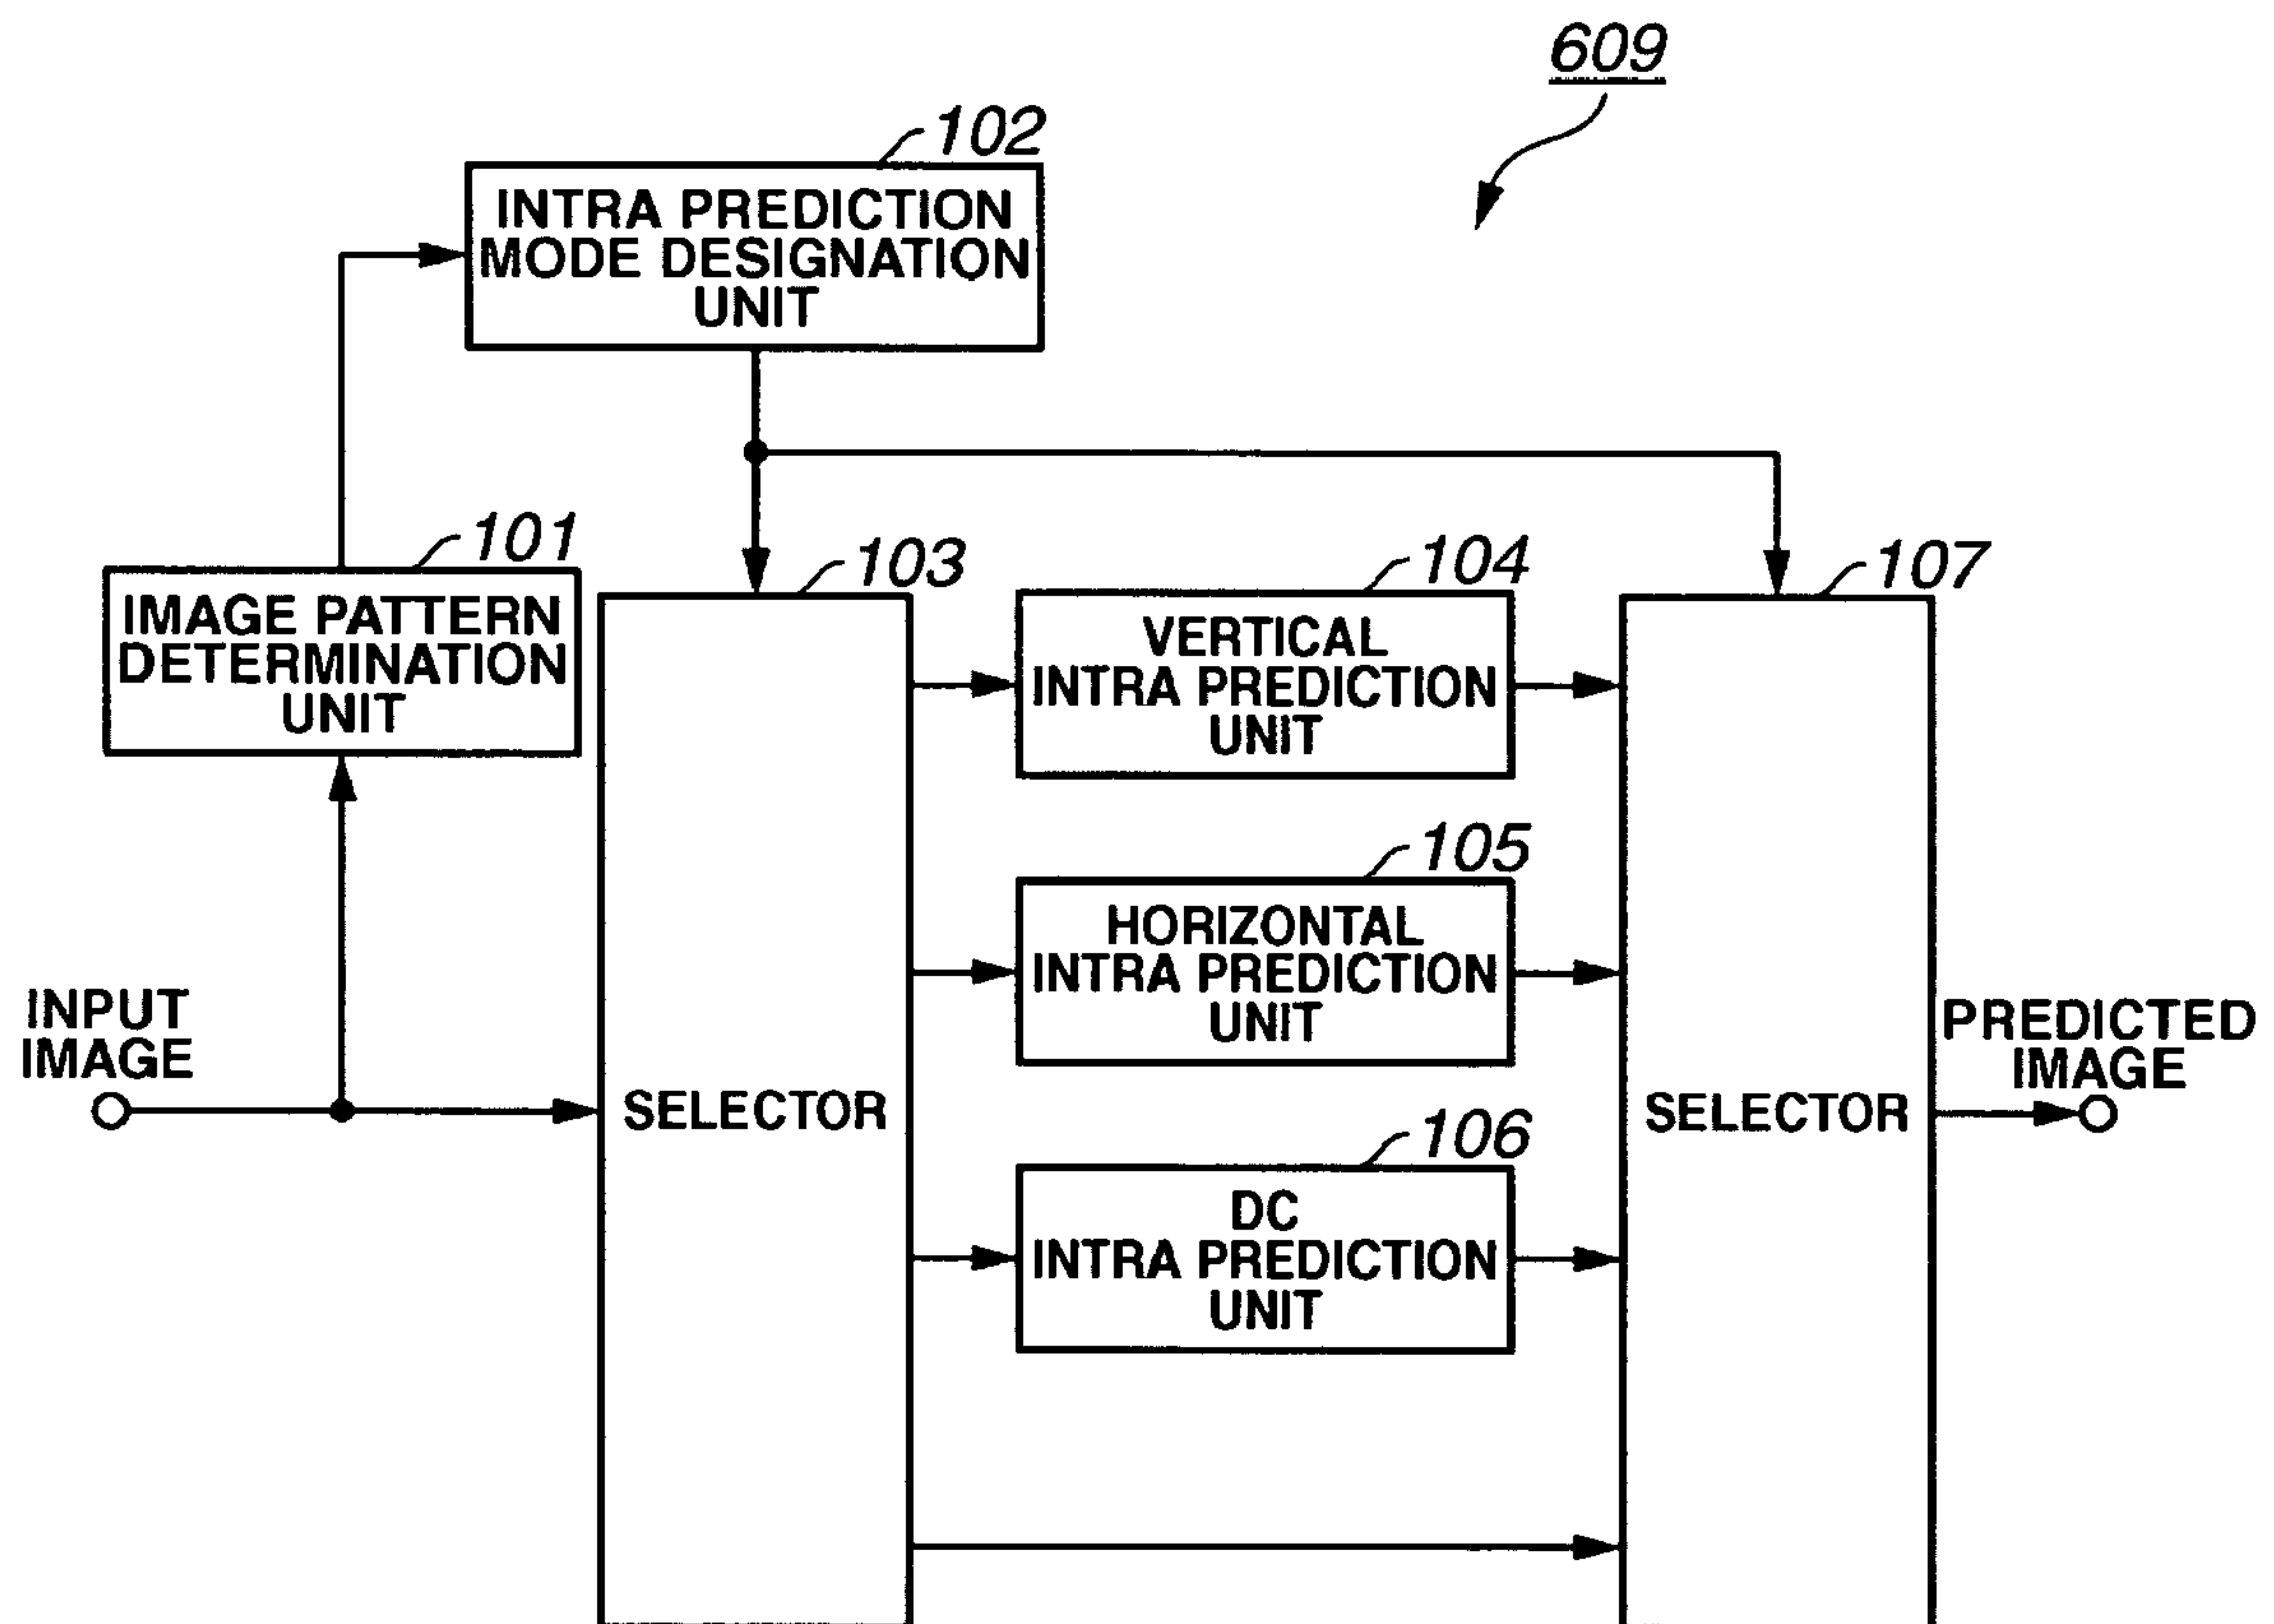 609
102
INTRA PREDICTION
MODE DESIGNATION
UNIT
101
IMAGE PATTERN
DETERMINATION
UNIT
103
SELECTOR
104
VERTICAL
INTRA PREDICTION
UNIT
105
HORIZONTAL
INTRA PREDICTION
UNIT
106
DC
INTRA PREDICTION
UNIT
107
SELECTOR
INPUT
IMAGE
PREDICTED
IMAGE